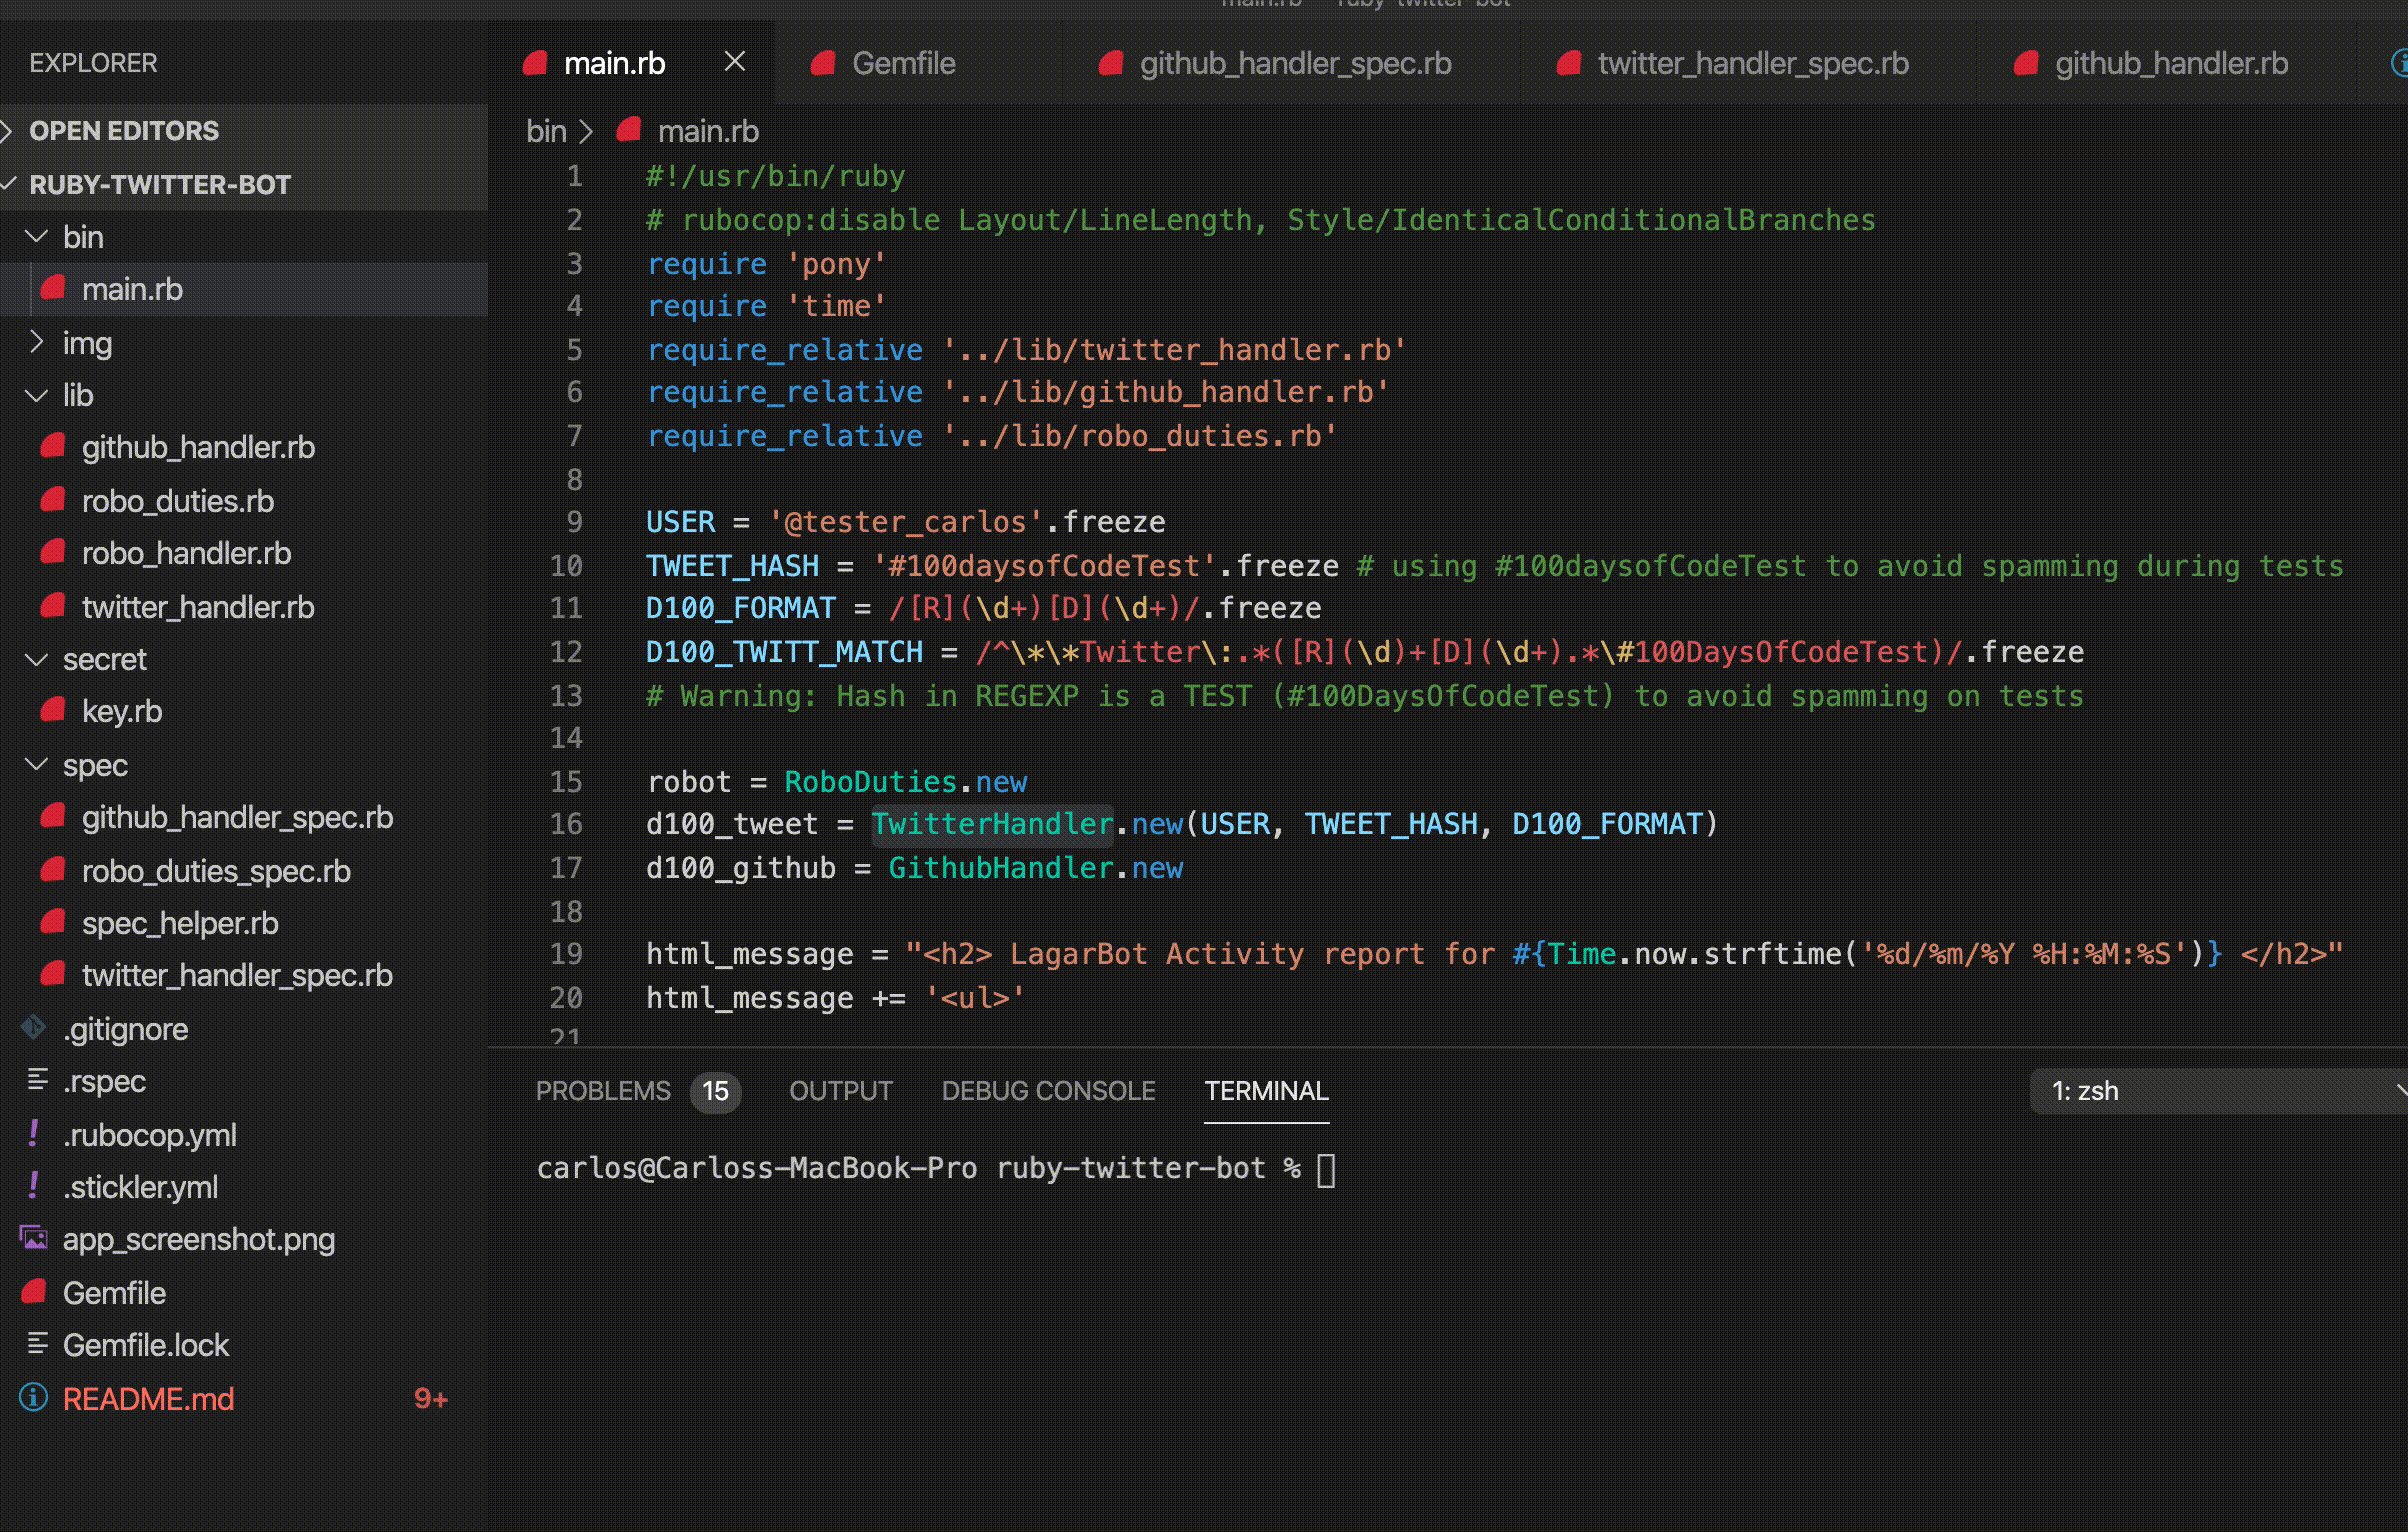 main.rb — ruby-twitter-bot
EXPLORER
OPEN EDITORS
RUBY-TWITTER-BOT
bin
main.rb
img
lib
github_handler.rb
robo_duties.rb
robo_handler.rb
twitter_handler.rb
secret
key.rb
spec
github_handler_spec.rb
robo_duties_spec.rb
spec_helper.rb
twitter_handler_spec.rb
.gitignore
.rspec
.rubocop.yml
.stickler.yml
app_screenshot.png
Gemfile
Gemfile.lock
README.md 9+
main.rb Gemfile github_handler_spec.rb twitter_handler_spec.rb github_handler.rb
bin > main.rb
1 #!/usr/bin/ruby
2 # rubocop:disable Layout/LineLength, Style/IdenticalConditionalBranches
3 require 'pony'
4 require 'time'
5 require_relative '../lib/twitter_handler.rb'
6 require_relative '../lib/github_handler.rb'
7 require_relative '../lib/robo_duties.rb'
8
9 USER = '@tester_carlos'.freeze
10 TWEET_HASH = '#100daysofCodeTest'.freeze # using #100daysofCodeTest to avoid spamming during tests
11 D100_FORMAT = /[R](\d+)[D](\d+)/.freeze
12 D100_TWITT_MATCH = /^\*\*Twitter\:.*([R](\d)+[D](\d+).*\#100DaysOfCodeTest)/.freeze
13 # Warning: Hash in REGEXP is a TEST (#100DaysOfCodeTest) to avoid spamming on tests
14
15 robot = RoboDuties.new
16 d100_tweet = TwitterHandler.new(USER, TWEET_HASH, D100_FORMAT)
17 d100_github = GithubHandler.new
18
19 html_message = "<h2> LagarBot Activity report for #{Time.now.strftime('%d/%m/%Y %H:%M:%S')} </h2>"
20 html_message += '<ul>'
21
PROBLEMS 15 OUTPUT DEBUG CONSOLE TERMINAL 1: zsh
carlos@Carloss-MacBook-Pro ruby-twitter-bot %